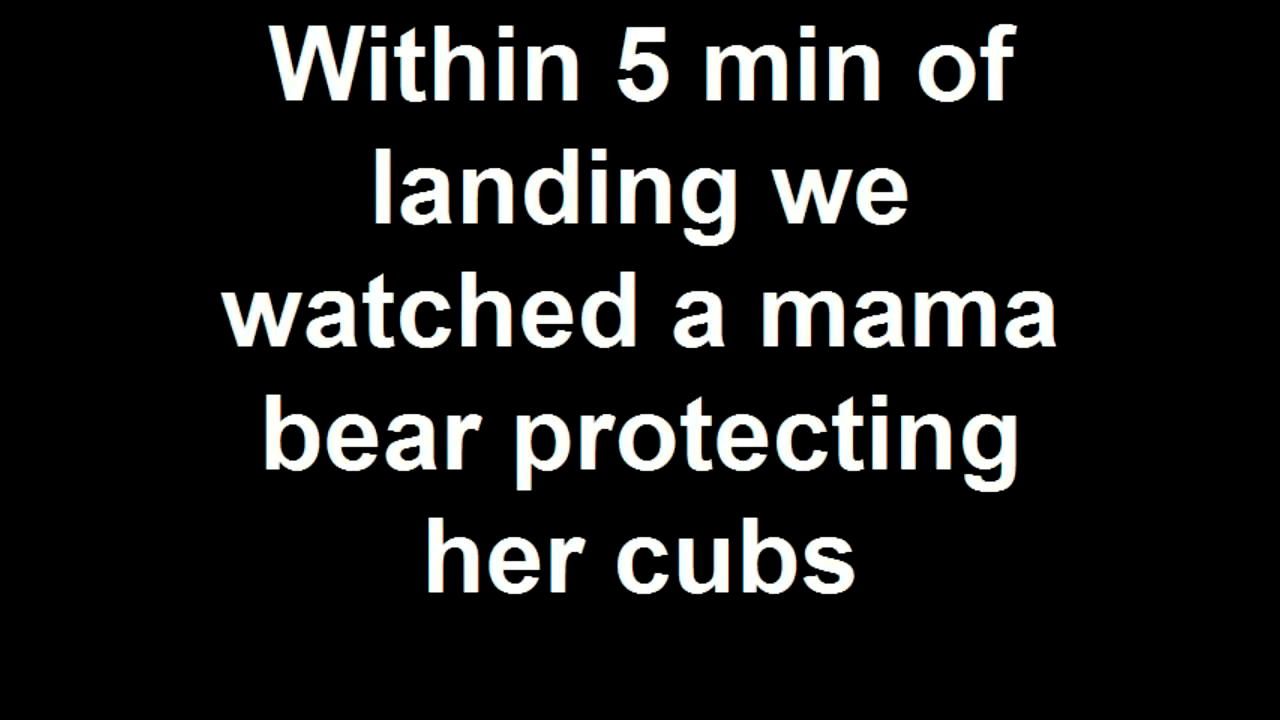 Within 5 min of
landing we
watched a mama
bear protecting
her cubs